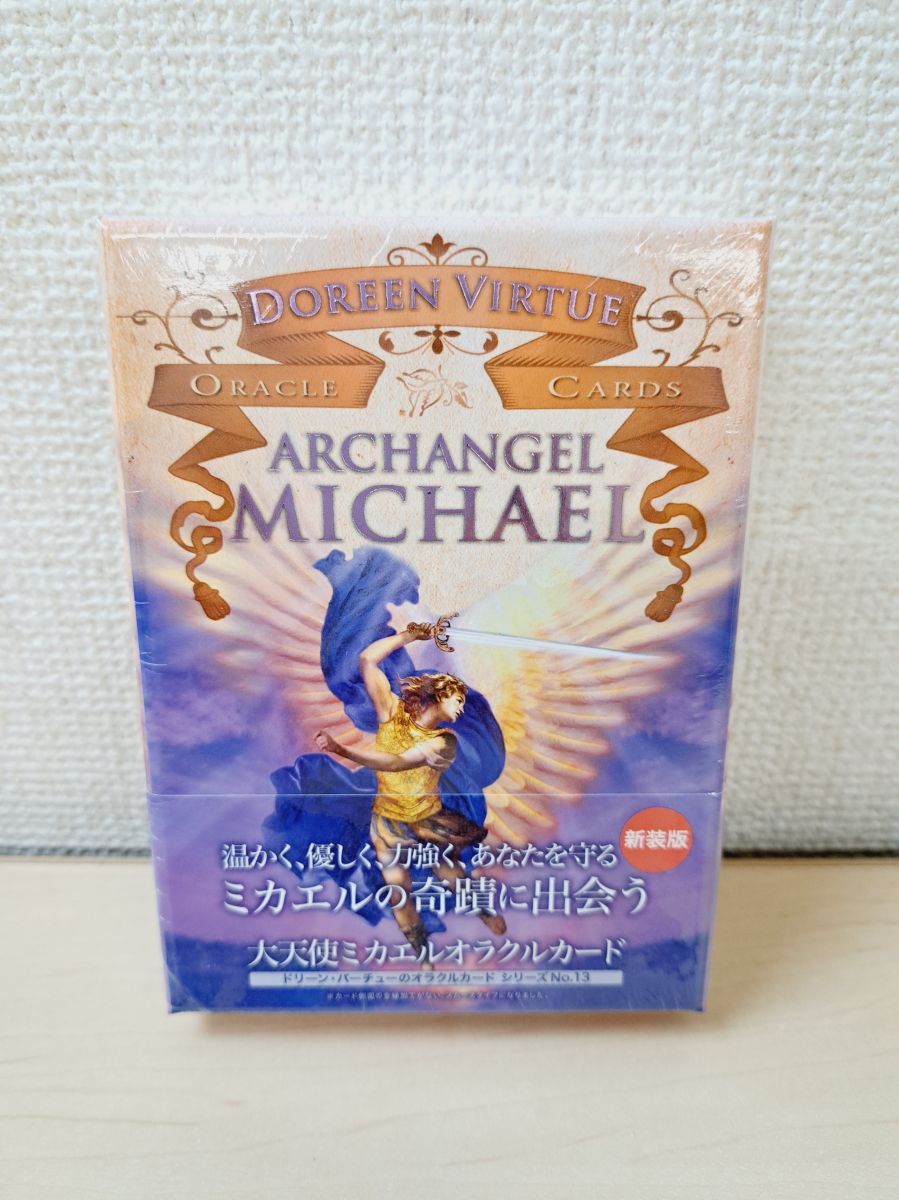 DOREEN VIRTUE
ORACLE CARDS
ARCHANGEL
MICHAEL
新装版
温かく、優しく、力強く、あなたを守る
ミカエルの奇蹟に出会う
大天使ミカエルオラクルカード
ドリーン・バーチューのオラクルカード シリーズNo.13